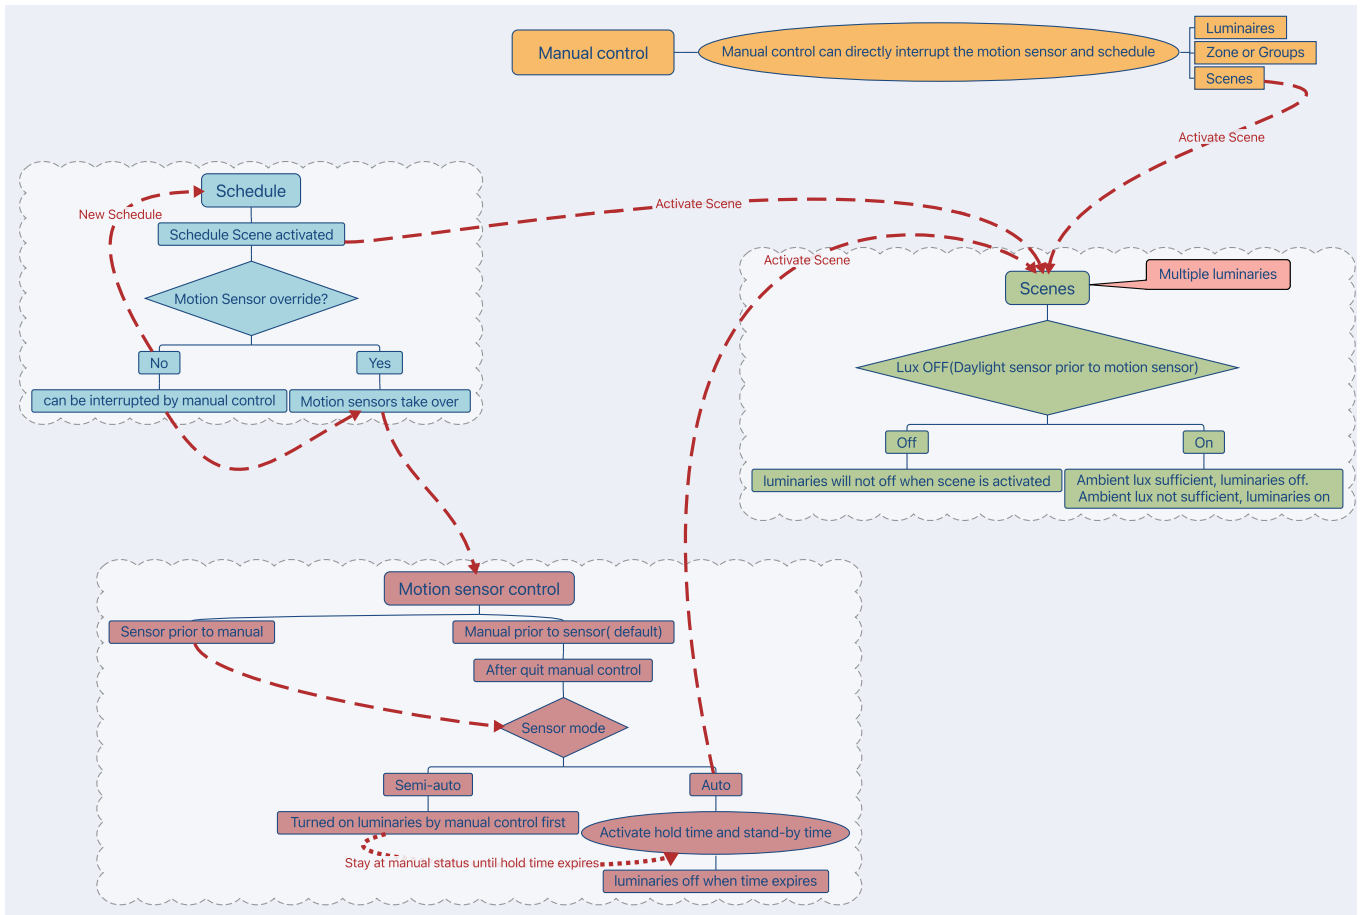 Manual control
Manual control can directly interrupt the motion sensor and schedule
Luminaires
Zone or Groups
Scenes
Activate Scene
Schedule
New Schedule
Schedule Scene activated
Activate Scene
Motion Sensor override?
No
Yes
can be interrupted by manual control
Motion sensors take over
Activate Scene
Scenes
Multiple luminaries
Lux OFF(Daylight sensor prior to motion sensor)
Off
On
luminaries will not off when scene is activated
Ambient lux sufficient, luminaries off.
Ambient lux not sufficient, luminaries on
Motion sensor control
Sensor prior to manual
Manual prior to sensor( default)
After quit manual control
Sensor mode
Semi-auto
Auto
Turned on luminaries by manual control first
Activate hold time and stand-by time
Stay at manual status until hold time expires
luminaries off when time expires